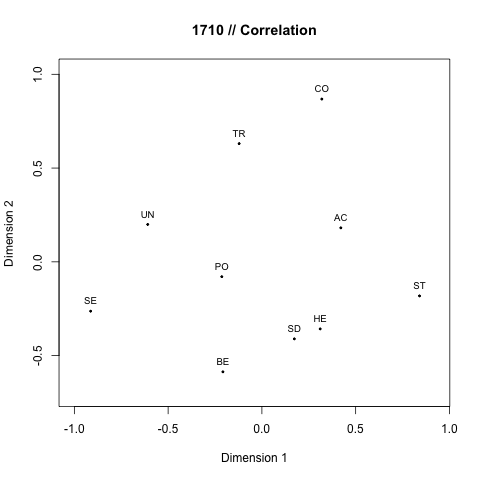 1710 // Correlation
CO
TR
UN
AC
PO
ST
SE
HE
SD
BE
1.0
0.5
0.0
-0.5
Dimension 2
-1.0 -0.5 0.0 0.5 1.0
Dimension 1